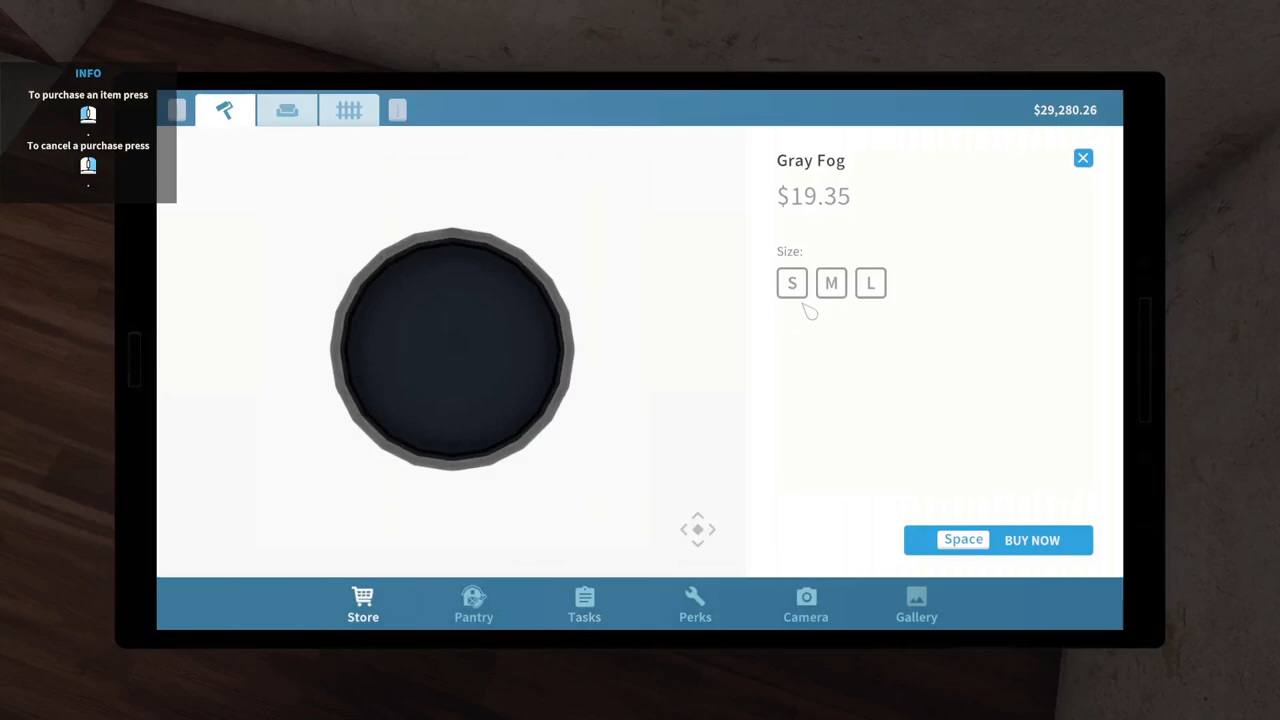 INFO
To purchase an item press
.
To cancel a purchase press
.
$29,280.26
Gray Fog
$19.35
Size:
S M L
Space BUY NOW
Store Pantry Tasks Perks Camera Gallery